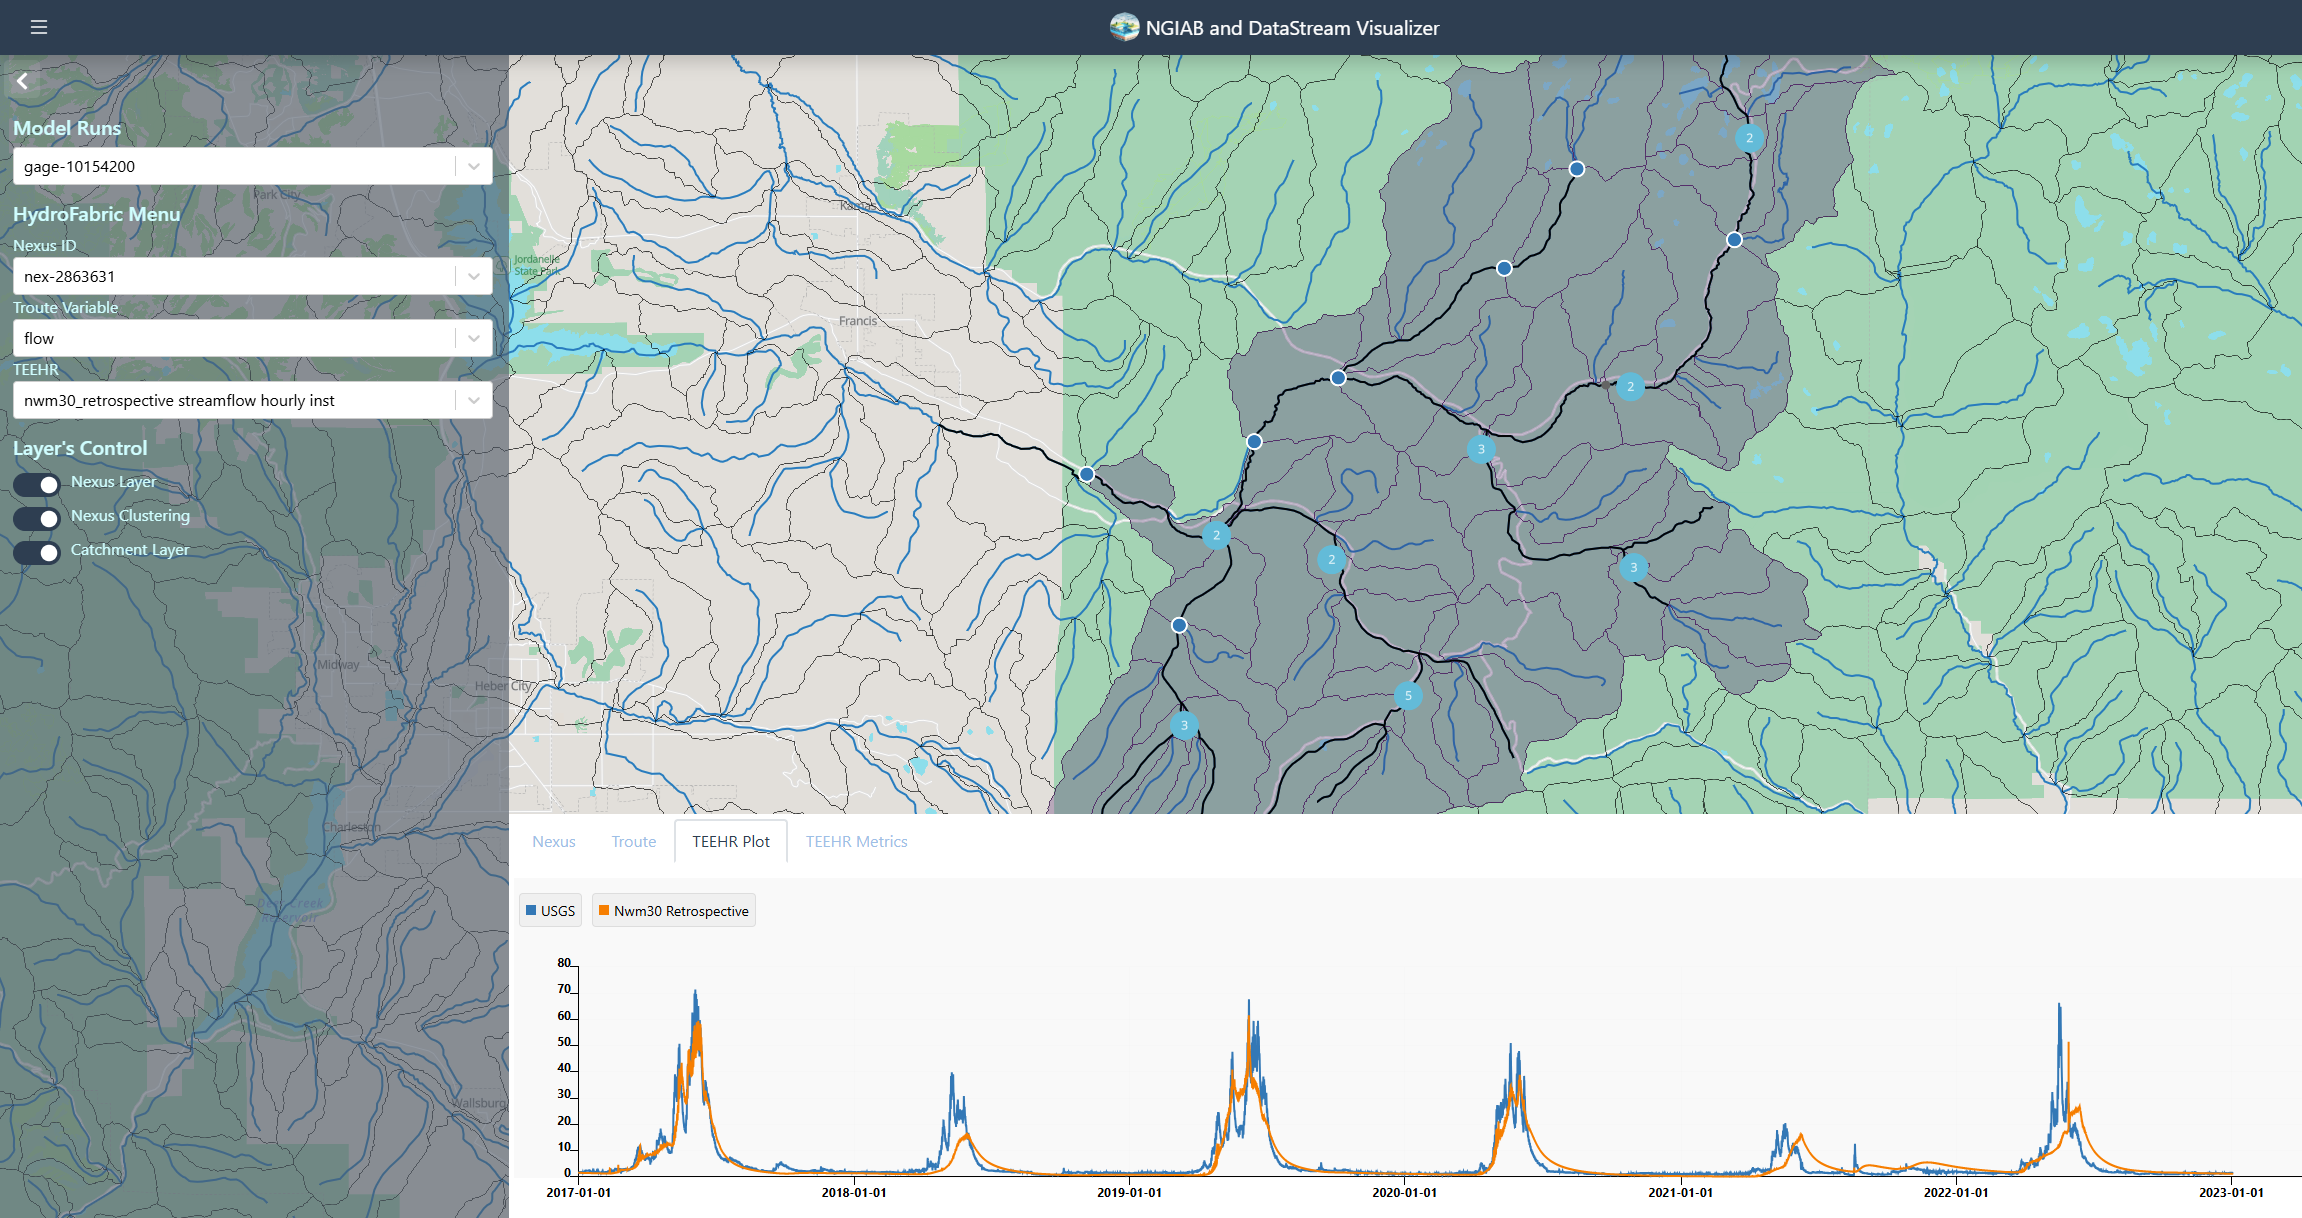 NGIAB and DataStream Visualizer
Model Runs
gage-10154200
HydroFabric Menu
Nexus ID
nex-2863631
Troute Variable
flow
TEEHR
nwm30_retrospective streamflow hourly inst
Layer's Control
Nexus Layer
Nexus Clustering
Catchment Layer
Park City
Kamas
Jordanelle
State Park
Francis
Midway
Heber City
Charleston
Deer Creek
Reservoir
Wallsburg
2
2
3
2
2
3
5
3
Nexus
Troute
TEEHR Plot
TEEHR Metrics
USGS
Nwm30 Retrospective
80
70
60
50
40
30
20
10
0
2017-01-01
2018-01-01
2019-01-01
2020-01-01
2021-01-01
2022-01-01
2023-01-01